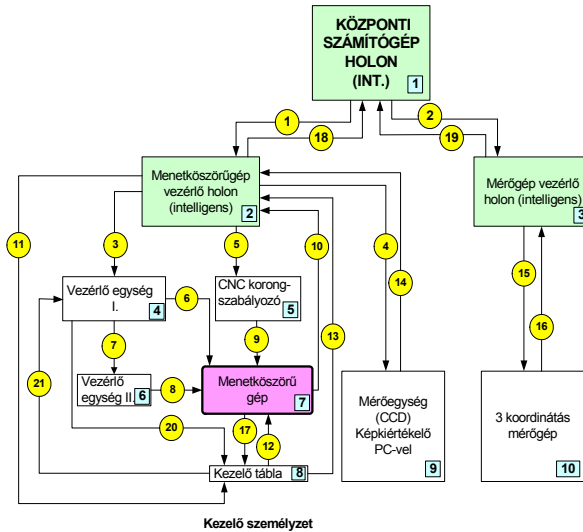 KÖZPONTI
SZÁMÍTÓGÉP
HOLON
(INT.)
1
1
2
18
19
Menetköszörűgép
vezérlő holon
(intelligens)
2
Mérőgép vezérlő
holon (intelligens)
3
11
3
5
10
4
14
13
15
16
Vezérlő egység
I.
4
6
CNC korong-
szabályozó
5
21
7
9
Vezérlő
egység II.
6
8
Menetköszörű
gép
7
20
17
12
Kezelő tábla
8
Mérőegység
(CCD)
Képkiértékelő
PC-vel
9
3 koordinátás
mérőgép
10
Kezelő személyzet